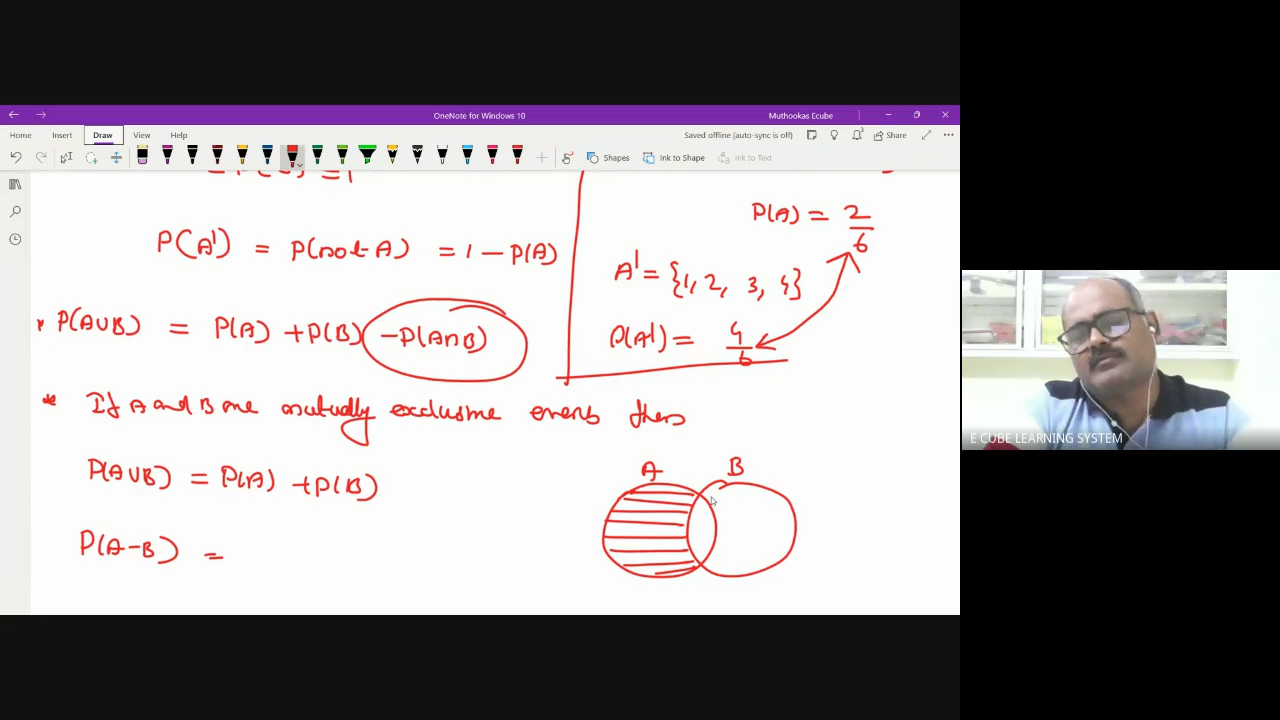 OneNote for Windows 10
Muthookas Ecube
Home Insert Draw View Help
Saved offline (auto-sync is off)
3
Share
Shapes
Ink to Shape
Ink to Text
P(A') = P(not A) = 1 - P(A)
* P(A∪B) = P(A) + P(B) - P(A∩B)
* If A and B are mutually exclusive events then
P(A∪B) = P(A) + P(B)
P(A-B) =
P(A) = 2/6
A' = {1, 2, 3, 4}
P(A') = 4/6
A B
E CUBE LEARNING SYSTEM